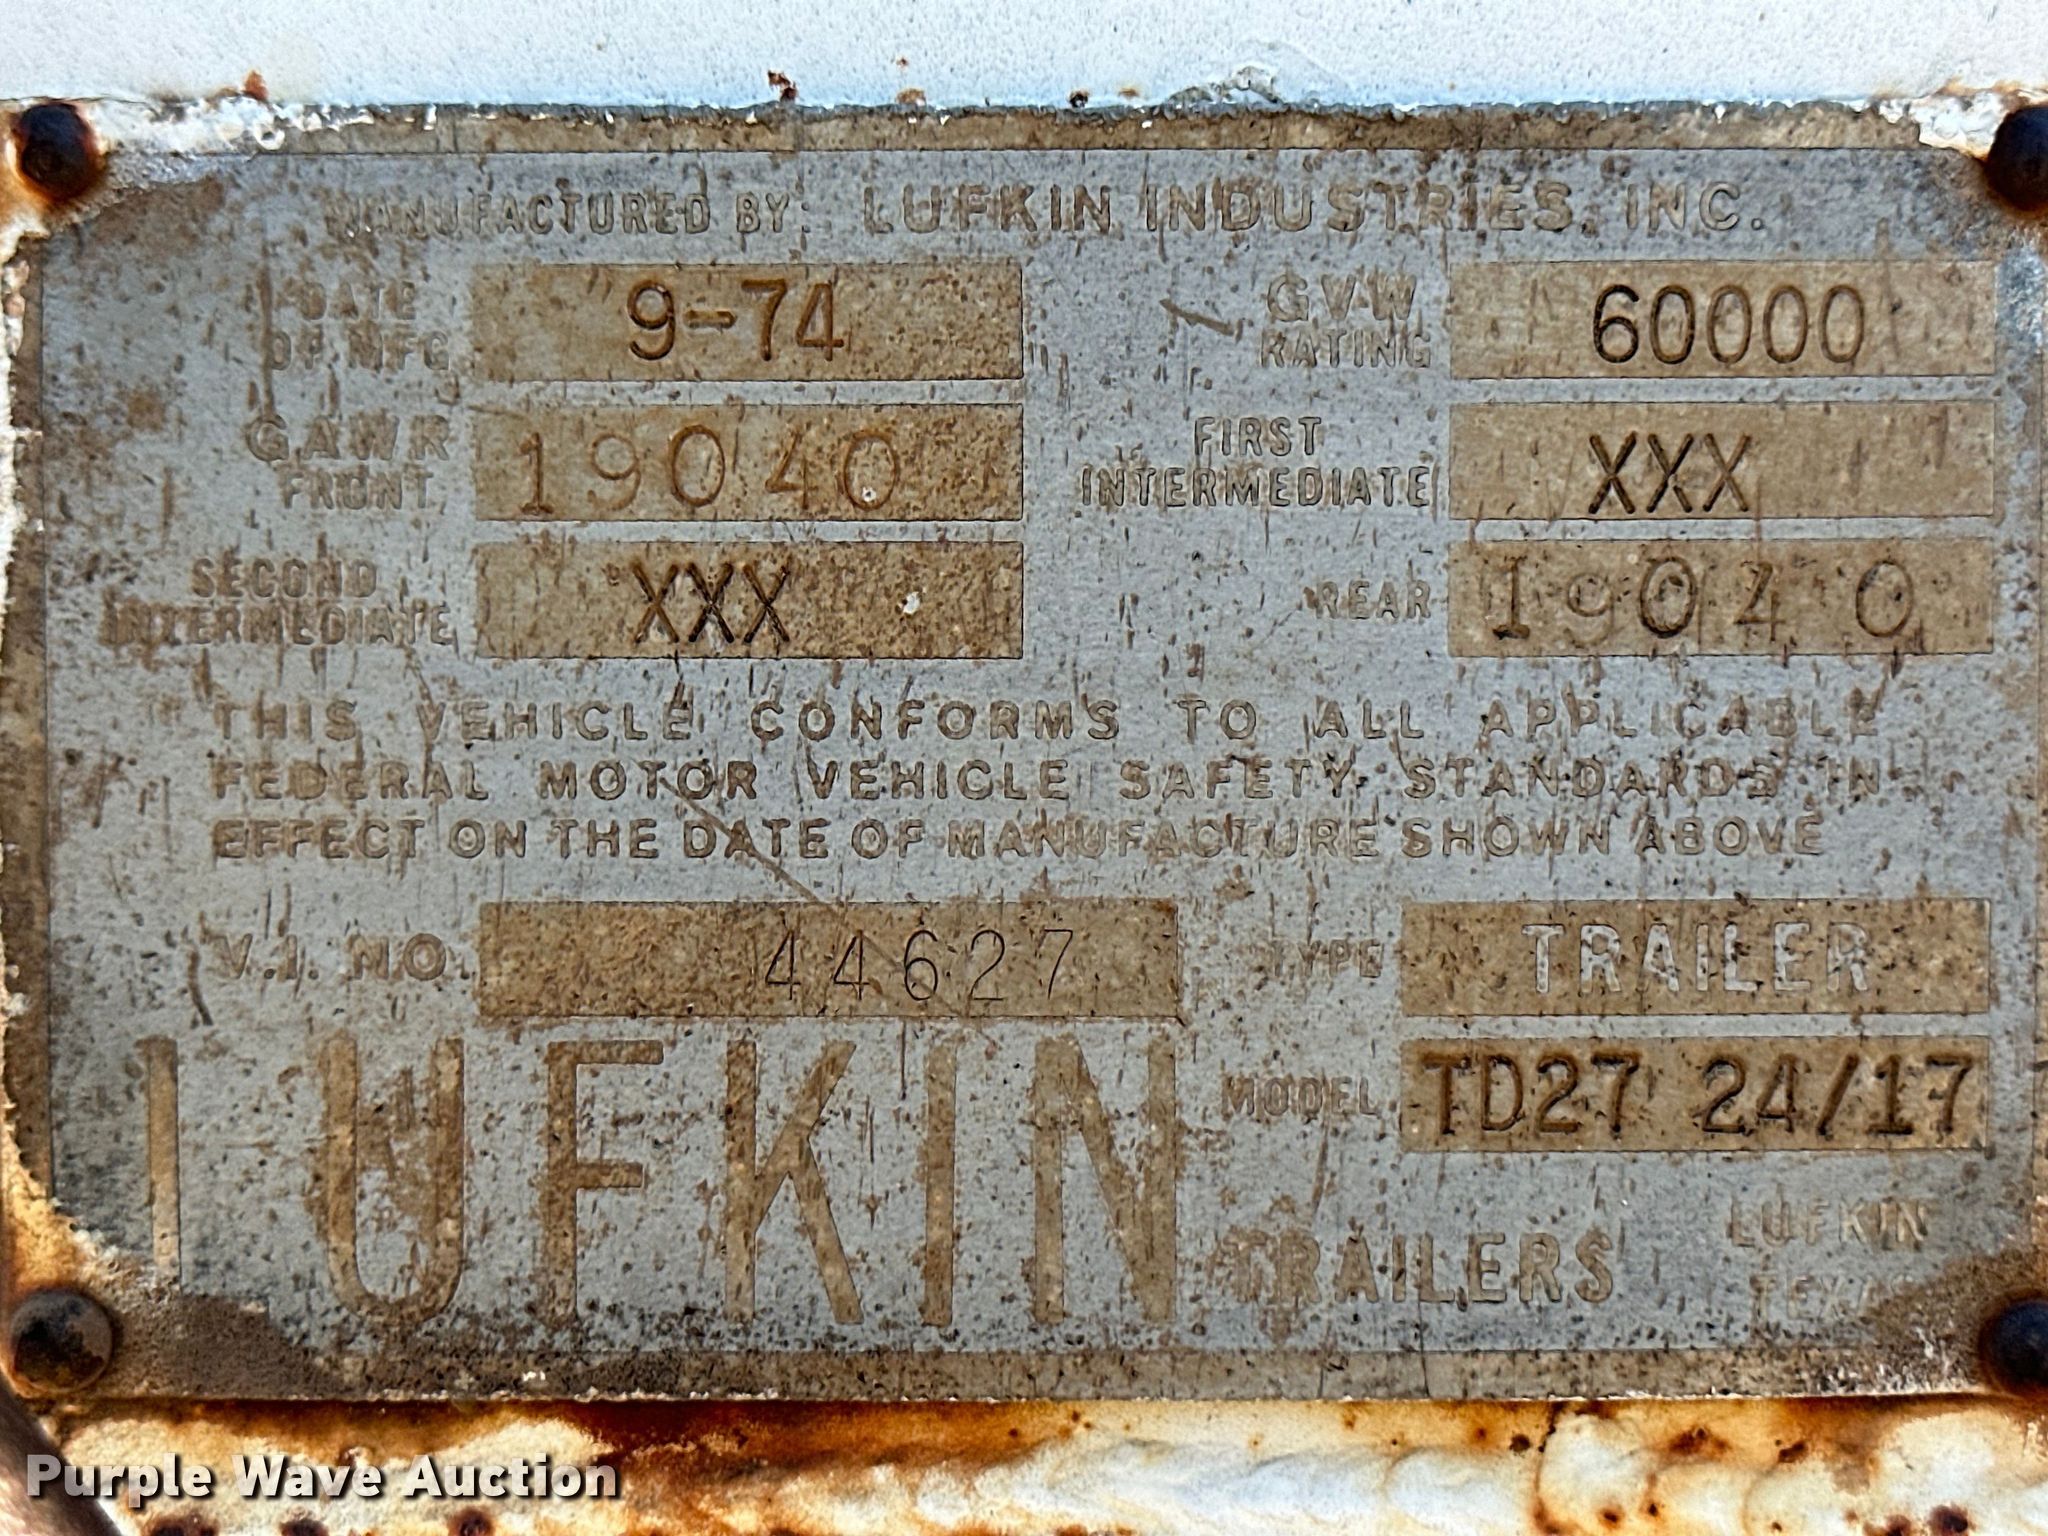 MANUFACTURED BY: LUFKIN INDUSTRIES, INC.
DATE OF MFG 9-74 GVW RATING 60000
GAWR FRONT 19040 FIRST INTERMEDIATE XXX
SECOND INTERMEDIATE XXX REAR 19040
THIS VEHICLE CONFORMS TO ALL APPLICABLE
FEDERAL MOTOR VEHICLE SAFETY STANDARDS IN
EFFECT ON THE DATE OF MANUFACTURE SHOWN ABOVE
V.I. NO. 44627 TYPE TRAILER
MODEL TD27 24/17
LUFKIN TRAILERS LUFKIN TEXAS
Purple Wave Auction